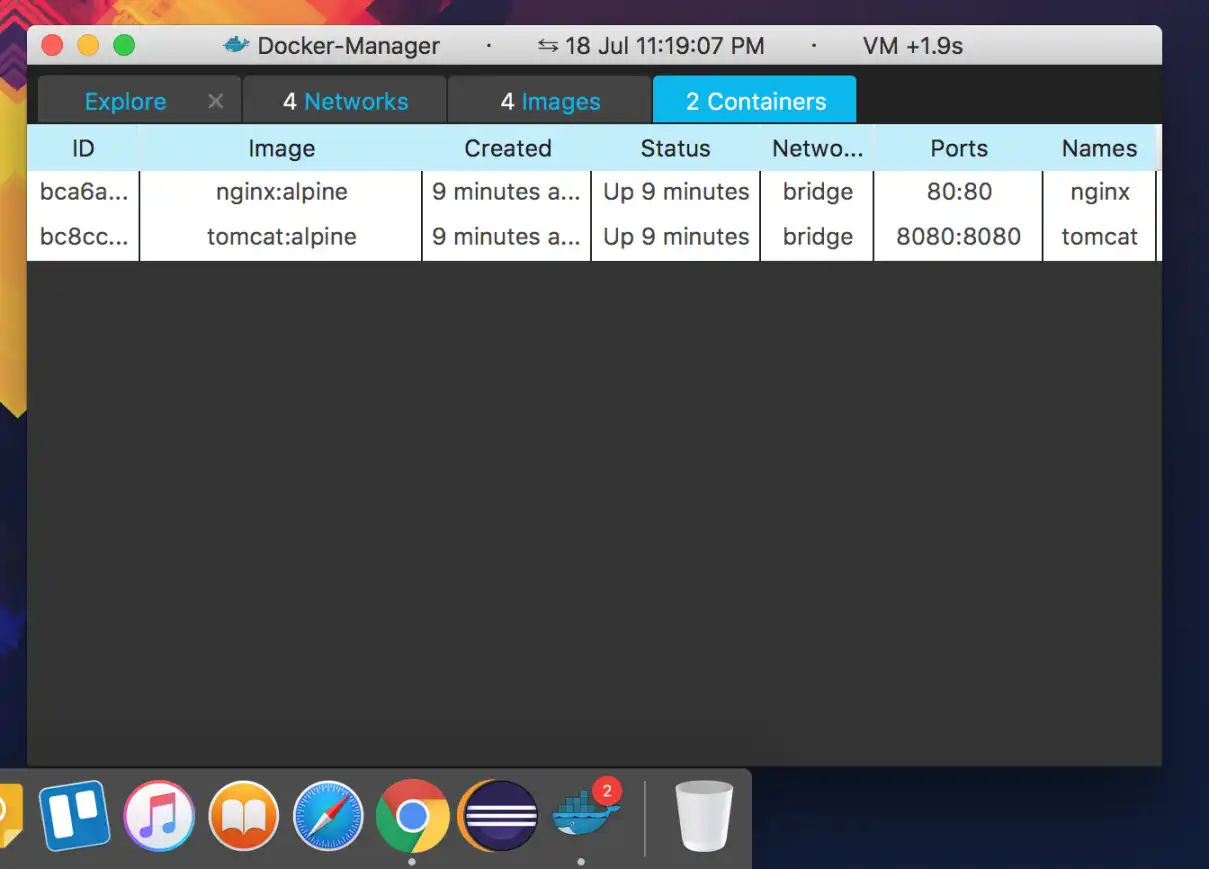 Docker-Manager · ⇆ 18 Jul 11:19:07 PM · VM +1.9s
Explore × 4 Networks 4 Images 2 Containers
ID Image Created Status Netwo... Ports Names
bca6a... nginx:alpine 9 minutes a... Up 9 minutes bridge 80:80 nginx
bc8cc... tomcat:alpine 9 minutes a... Up 9 minutes bridge 8080:8080 tomcat
2